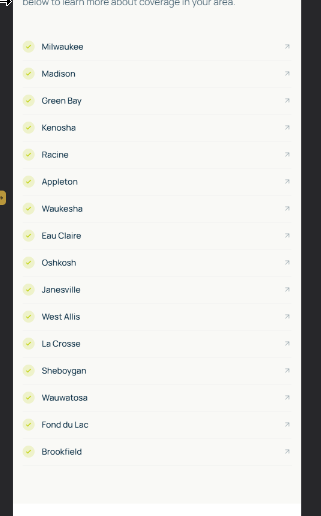 below to learn more about coverage in your area.
Milwaukee
Madison
Green Bay
Kenosha
Racine
Appleton
Waukesha
Eau Claire
Oshkosh
Janesville
West Allis
La Crosse
Sheboygan
Wauwatosa
Fond du Lac
Brookfield